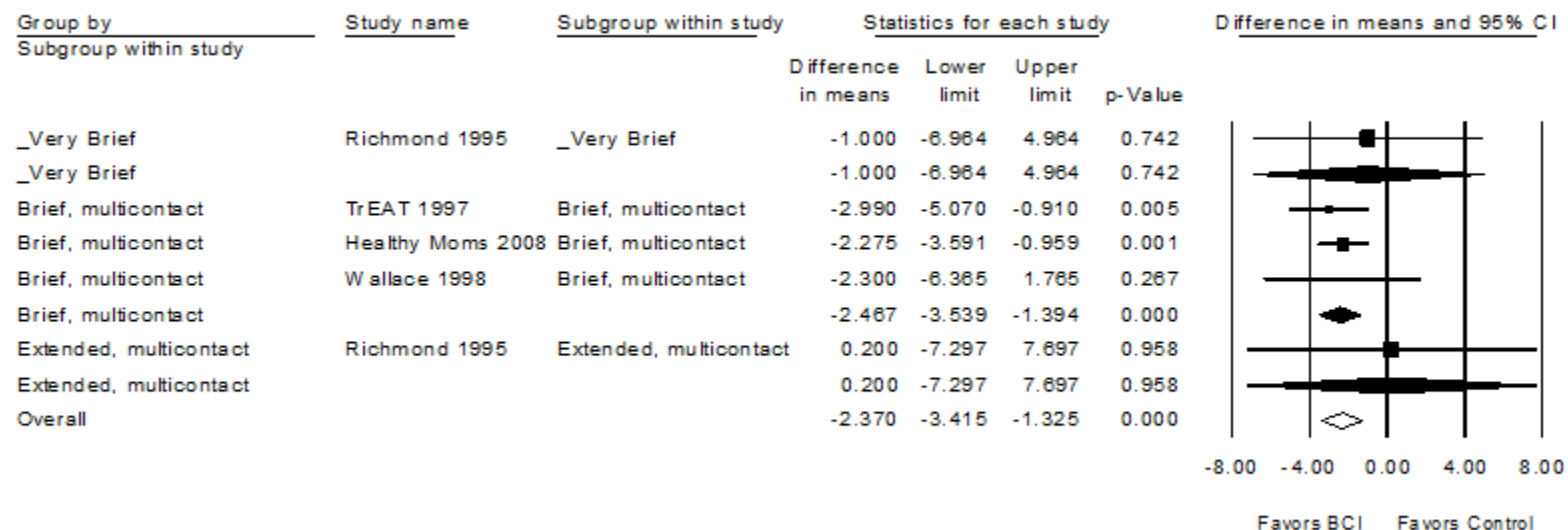 Group by Study name Subgroup within study Statistics for each study Difference in means and 95% CI
Subgroup within study
Difference Lower Upper
in means limit limit p-Value
_Very Brief Richmond 1995 _Very Brief -1.000 -6.964 4.964 0.742
_Very Brief -1.000 -6.964 4.964 0.742
Brief, multicontact TrEAT 1997 Brief, multicontact -2.990 -5.070 -0.910 0.005
Brief, multicontact Healthy Moms 2008 Brief, multicontact -2.275 -3.591 -0.959 0.001
Brief, multicontact Wallace 1998 Brief, multicontact -2.300 -6.365 1.765 0.267
Brief, multicontact -2.467 -3.539 -1.394 0.000
Extended, multicontact Richmond 1995 Extended, multicontact 0.200 -7.297 7.697 0.958
Extended, multicontact 0.200 -7.297 7.697 0.958
Overall -2.370 -3.415 -1.325 0.000
-8.00 -4.00 0.00 4.00 8.00
Favors BCI Favors Control